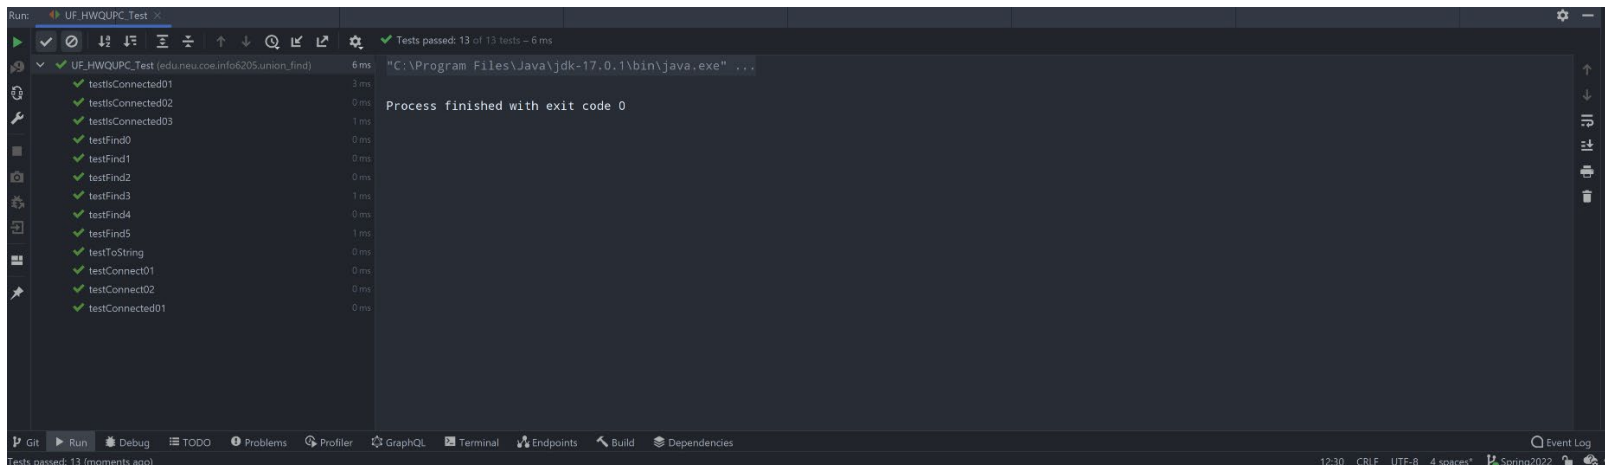 Run: UF_HWQUPC_Test
Tests passed: 13 of 13 tests – 6 ms
UF_HWQUPC_Test (edu.neu.coe.info6205.union_find) 6 ms
"C:\Program Files\Java\jdk-17.0.1\bin\java.exe" ...
testIsConnected01 3 ms
testIsConnected02 0 ms
Process finished with exit code 0
testIsConnected03 1 ms
testFind0 0 ms
testFind1 0 ms
testFind2 0 ms
testFind3 1 ms
testFind4 0 ms
testFind5 1 ms
testToString 0 ms
testConnect01 0 ms
testConnect02 0 ms
testConnected01 0 ms
Git Run Debug TODO Problems Profiler GraphQL Terminal Endpoints Build Dependencies Event Log
Tests passed: 13 (moments ago) 12:30 CRLF UTF-8 4 spaces* Spring2022